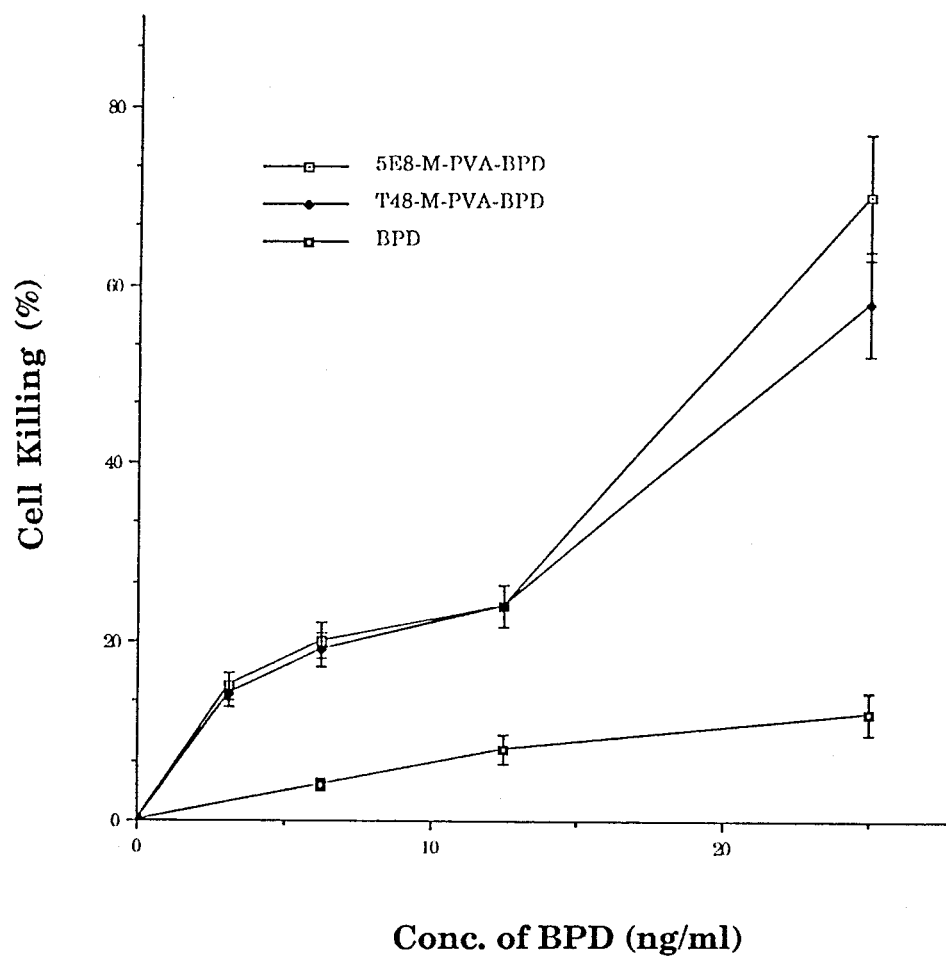 80
5E8-M-PVA-BPD
T48-M-PVA-BPD
BPD
60
Cell Killing (%)
40
20
0
0 10 20
Conc. of BPD (ng/ml)